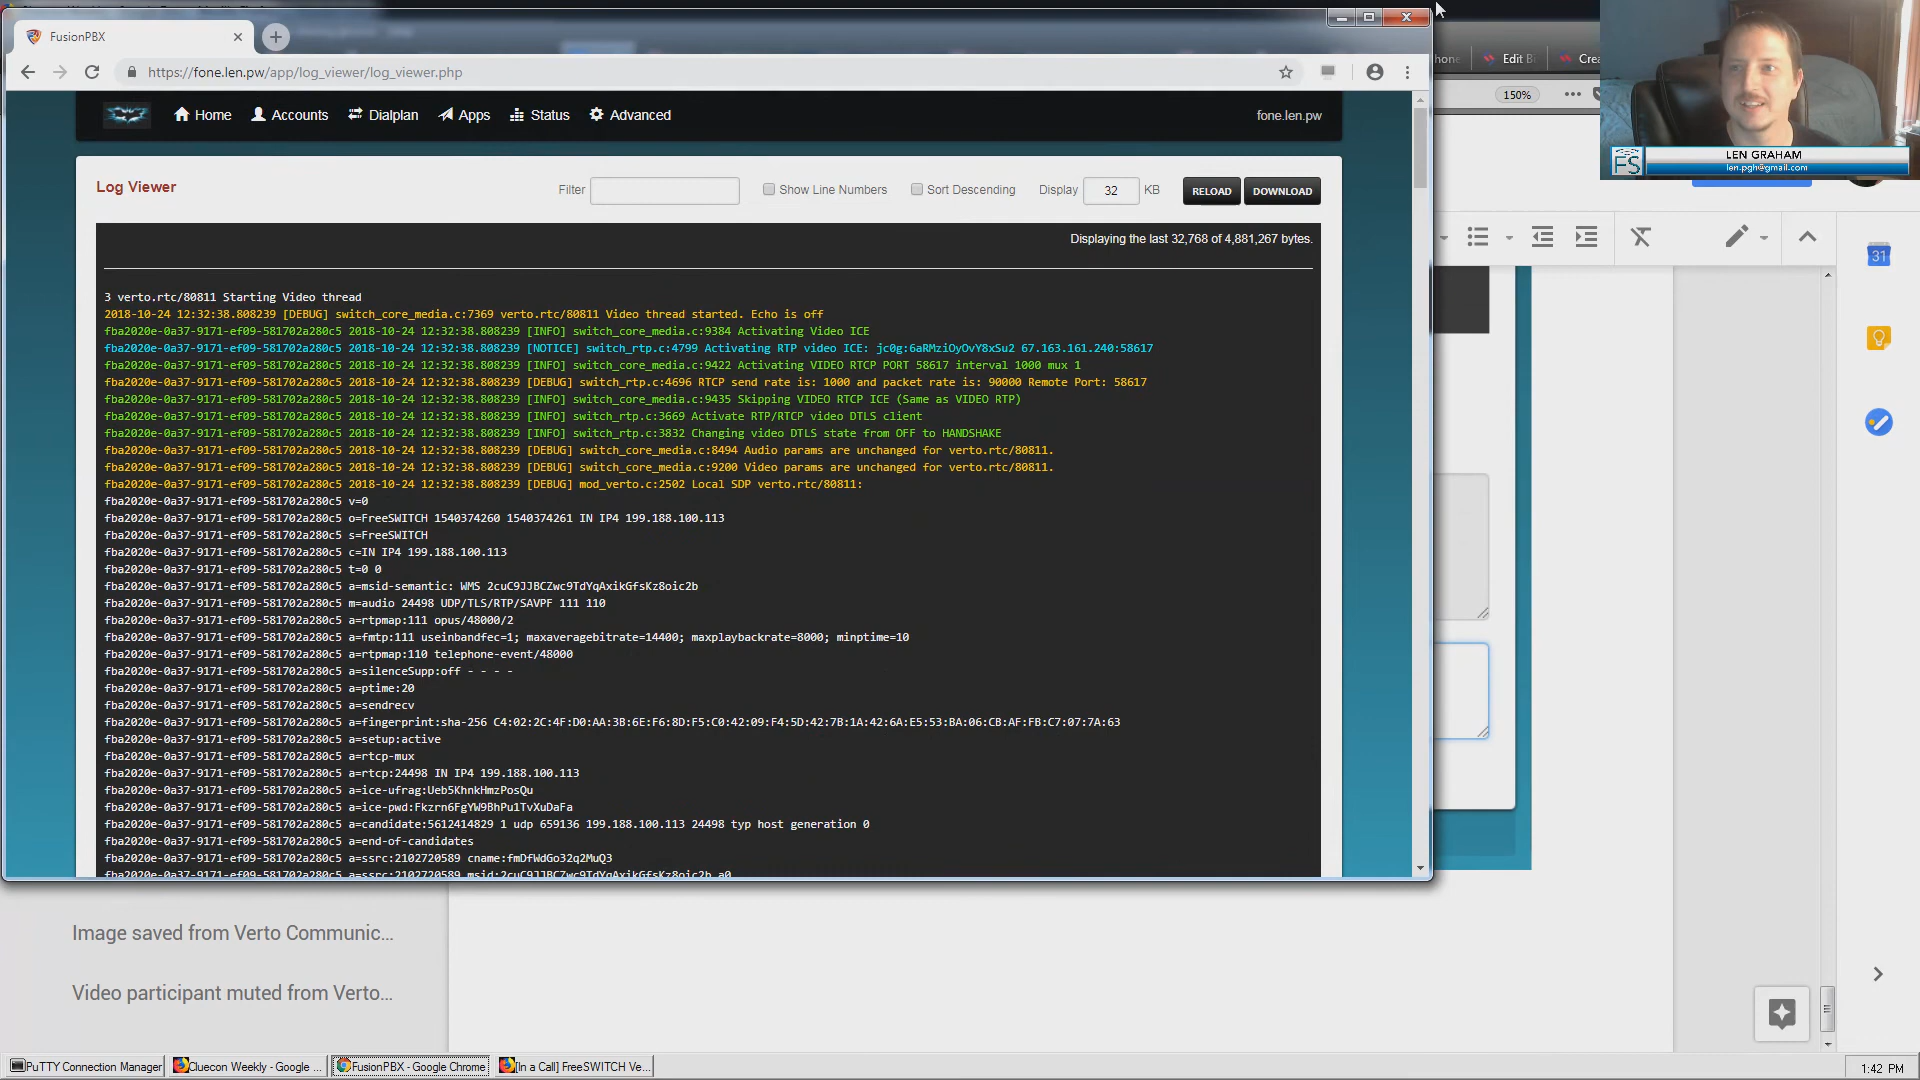 FusionPBX
https://fone.len.pw/app/log_viewer/log_viewer.php
Edit B
Crea
150%
Home
Accounts
Dialplan
Apps
Status
Advanced
fone.len.pw
LEN GRAHAM
len.pgh@gmail.com
FS
Log Viewer
Filter
Show Line Numbers
Sort Descending
Display 32 KB
RELOAD
DOWNLOAD
Displaying the last 32,768 of 4,881,267 bytes.
31
3 verto.rtc/80811 Starting Video thread
2018-10-24 12:32:38.808239 [DEBUG] switch_core_media.c:7369 verto.rtc/80811 Video thread started. Echo is off
fba2020e-0a37-9171-ef09-581702a280c5 2018-10-24 12:32:38.808239 [INFO] switch_core_media.c:9384 Activating Video ICE
fba2020e-0a37-9171-ef09-581702a280c5 2018-10-24 12:32:38.808239 [NOTICE] switch_rtp.c:4799 Activating RTP video ICE: jc0g:6aRMziOyOvY8xSu2 67.163.161.240:58617
fba2020e-0a37-9171-ef09-581702a280c5 2018-10-24 12:32:38.808239 [INFO] switch_core_media.c:9422 Activating VIDEO RTCP PORT 58617 interval 1000 mux 1
fba2020e-0a37-9171-ef09-581702a280c5 2018-10-24 12:32:38.808239 [DEBUG] switch_rtp.c:4696 RTCP send rate is: 1000 and packet rate is: 90000 Remote Port: 58617
fba2020e-0a37-9171-ef09-581702a280c5 2018-10-24 12:32:38.808239 [INFO] switch_core_media.c:9435 Skipping VIDEO RTCP ICE (Same as VIDEO RTP)
fba2020e-0a37-9171-ef09-581702a280c5 2018-10-24 12:32:38.808239 [INFO] switch_rtp.c:3669 Activate RTP/RTCP video DTLS client
fba2020e-0a37-9171-ef09-581702a280c5 2018-10-24 12:32:38.808239 [INFO] switch_rtp.c:3832 Changing video DTLS state from OFF to HANDSHAKE
fba2020e-0a37-9171-ef09-581702a280c5 2018-10-24 12:32:38.808239 [DEBUG] switch_core_media.c:8494 Audio params are unchanged for verto.rtc/80811.
fba2020e-0a37-9171-ef09-581702a280c5 2018-10-24 12:32:38.808239 [DEBUG] switch_core_media.c:9200 Video params are unchanged for verto.rtc/80811.
fba2020e-0a37-9171-ef09-581702a280c5 2018-10-24 12:32:38.808239 [DEBUG] mod_verto.c:2502 Local SDP verto.rtc/80811:
fba2020e-0a37-9171-ef09-581702a280c5 v=0
fba2020e-0a37-9171-ef09-581702a280c5 o=FreeSWITCH 1540374260 1540374261 IN IP4 199.188.100.113
fba2020e-0a37-9171-ef09-581702a280c5 s=FreeSWITCH
fba2020e-0a37-9171-ef09-581702a280c5 c=IN IP4 199.188.100.113
fba2020e-0a37-9171-ef09-581702a280c5 t=0 0
fba2020e-0a37-9171-ef09-581702a280c5 a=msid-semantic: WMS 2cuC9JJBCZwc9TdYqAxikGfsKz8oic2b
fba2020e-0a37-9171-ef09-581702a280c5 m=audio 24498 UDP/TLS/RTP/SAVPF 111 110
fba2020e-0a37-9171-ef09-581702a280c5 a=rtpmap:111 opus/48000/2
fba2020e-0a37-9171-ef09-581702a280c5 a=fmtp:111 useinbandfec=1; maxaveragebitrate=14400; maxplaybackrate=8000; minptime=10
fba2020e-0a37-9171-ef09-581702a280c5 a=rtpmap:110 telephone-event/48000
fba2020e-0a37-9171-ef09-581702a280c5 a=silenceSupp:off - - - -
fba2020e-0a37-9171-ef09-581702a280c5 a=ptime:20
fba2020e-0a37-9171-ef09-581702a280c5 a=sendrecv
fba2020e-0a37-9171-ef09-581702a280c5 a=fingerprint:sha-256 C4:02:2C:4F:D0:AA:3B:6E:F6:8D:F5:C0:42:09:F4:5D:42:7B:1A:42:6A:E5:53:BA:06:CB:AF:FB:C7:07:7A:63
fba2020e-0a37-9171-ef09-581702a280c5 a=setup:active
fba2020e-0a37-9171-ef09-581702a280c5 a=rtcp-mux
fba2020e-0a37-9171-ef09-581702a280c5 a=rtcp:24498 IN IP4 199.188.100.113
fba2020e-0a37-9171-ef09-581702a280c5 a=ice-ufrag:Ueb5KhnkHmzPosQu
fba2020e-0a37-9171-ef09-581702a280c5 a=ice-pwd:Fkzrn6FgYW9BhPu1TvXuDaFa
fba2020e-0a37-9171-ef09-581702a280c5 a=candidate:5612414829 1 udp 659136 199.188.100.113 24498 typ host generation 0
fba2020e-0a37-9171-ef09-581702a280c5 a=end-of-candidates
fba2020e-0a37-9171-ef09-581702a280c5 a=ssrc:2102720589 cname:fmDfWdGo32q2MuQ3
fba2020e-0a37-9171-ef09-581702a280c5 a=ssrc:2102720589 msid:2cuC9JJBCZwc9TdYqAxikGfsKz8oic2b a0
Image saved from Verto Communic...
Video participant muted from Verto...
PuTTY Connection Manager
Cluecon Weekly - Google ...
FusionPBX - Google Chrome
[In a Call] FreeSWITCH Ve...
1:42 PM